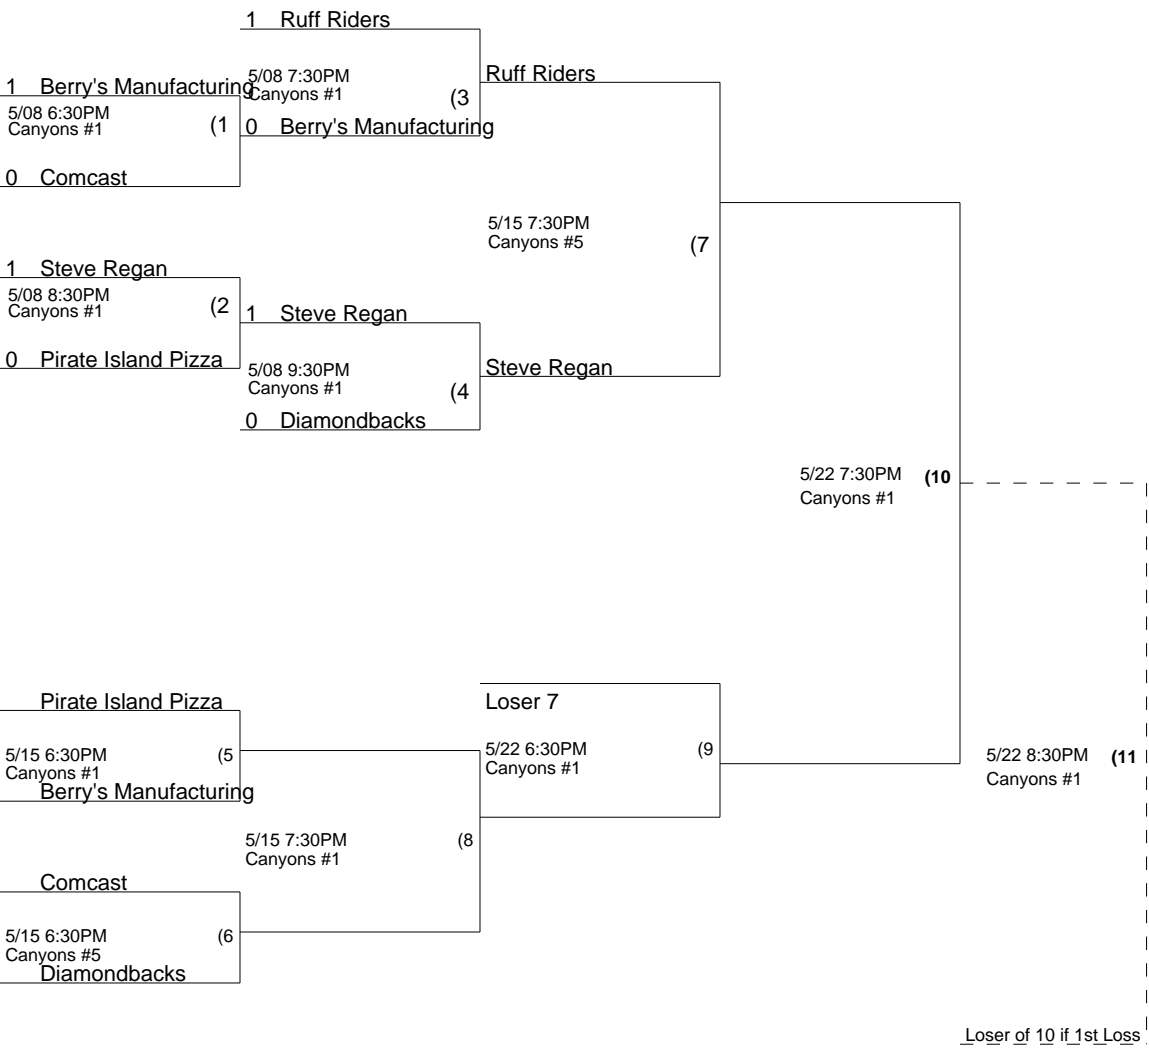 1 Ruff Riders
5/08 7:30PM
Canyons #1
(3
Ruff Riders
1 Berry's Manufacturing
5/08 6:30PM
Canyons #1
(1
0 Berry's Manufacturing
0 Comcast
5/15 7:30PM
Canyons #5
(7
1 Steve Regan
5/08 8:30PM
Canyons #1
(2
1 Steve Regan
0 Pirate Island Pizza
5/08 9:30PM
Canyons #1
(4
Steve Regan
0 Diamondbacks
5/22 7:30PM
Canyons #1
(10
Pirate Island Pizza
5/15 6:30PM
Canyons #1
(5
Berry's Manufacturing
Loser 7
5/22 6:30PM
Canyons #1
(9
5/22 8:30PM
Canyons #1
(11
5/15 7:30PM
Canyons #1
(8
Comcast
5/15 6:30PM
Canyons #5
(6
Diamondbacks
Loser of 10 if 1st Loss